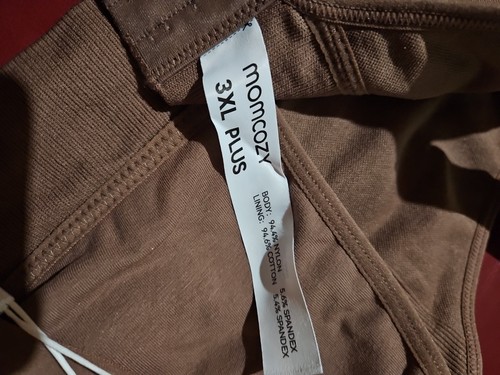 momcozy
3XL PLUS
BODY: 94.4% NYLON 5.6% SPANDEX
LINING: 94.6% COTTON 5.4% SPANDEX